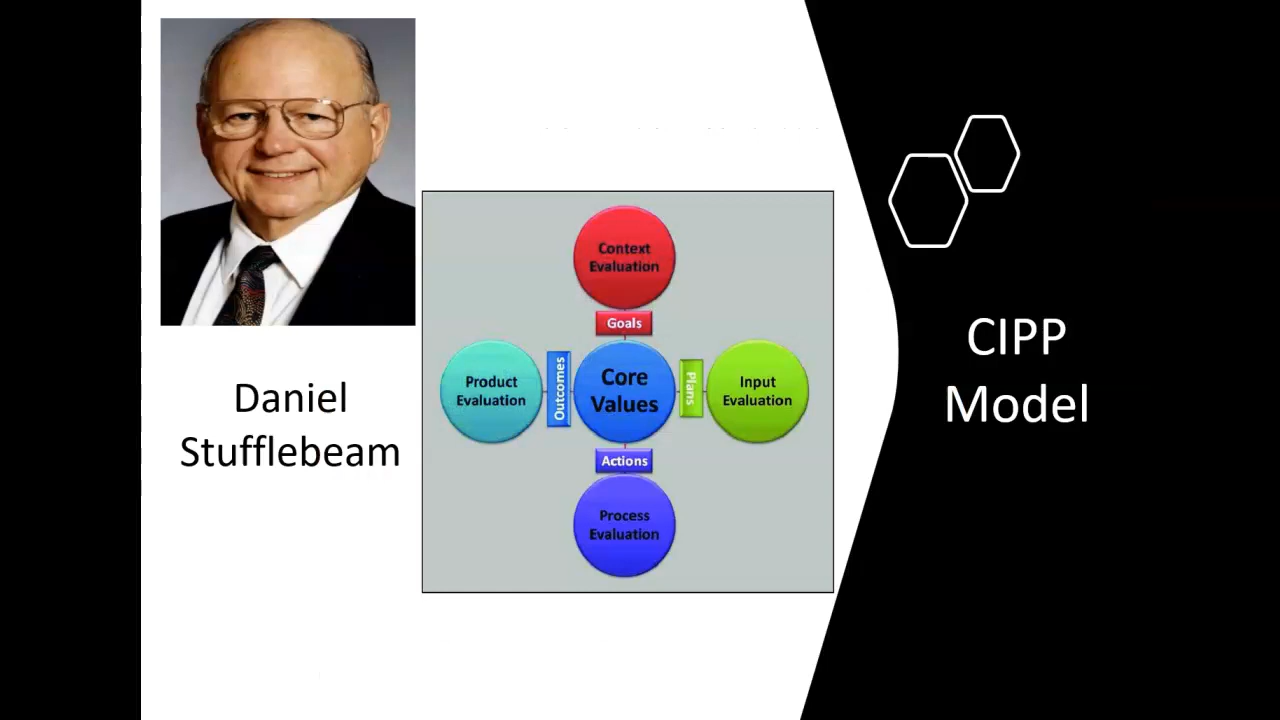 Daniel
Stufflebeam
Context
Evaluation
Goals
Product
Evaluation
Outcomes
Core
Values
Plans
Input
Evaluation
Actions
Process
Evaluation
CIPP
Model